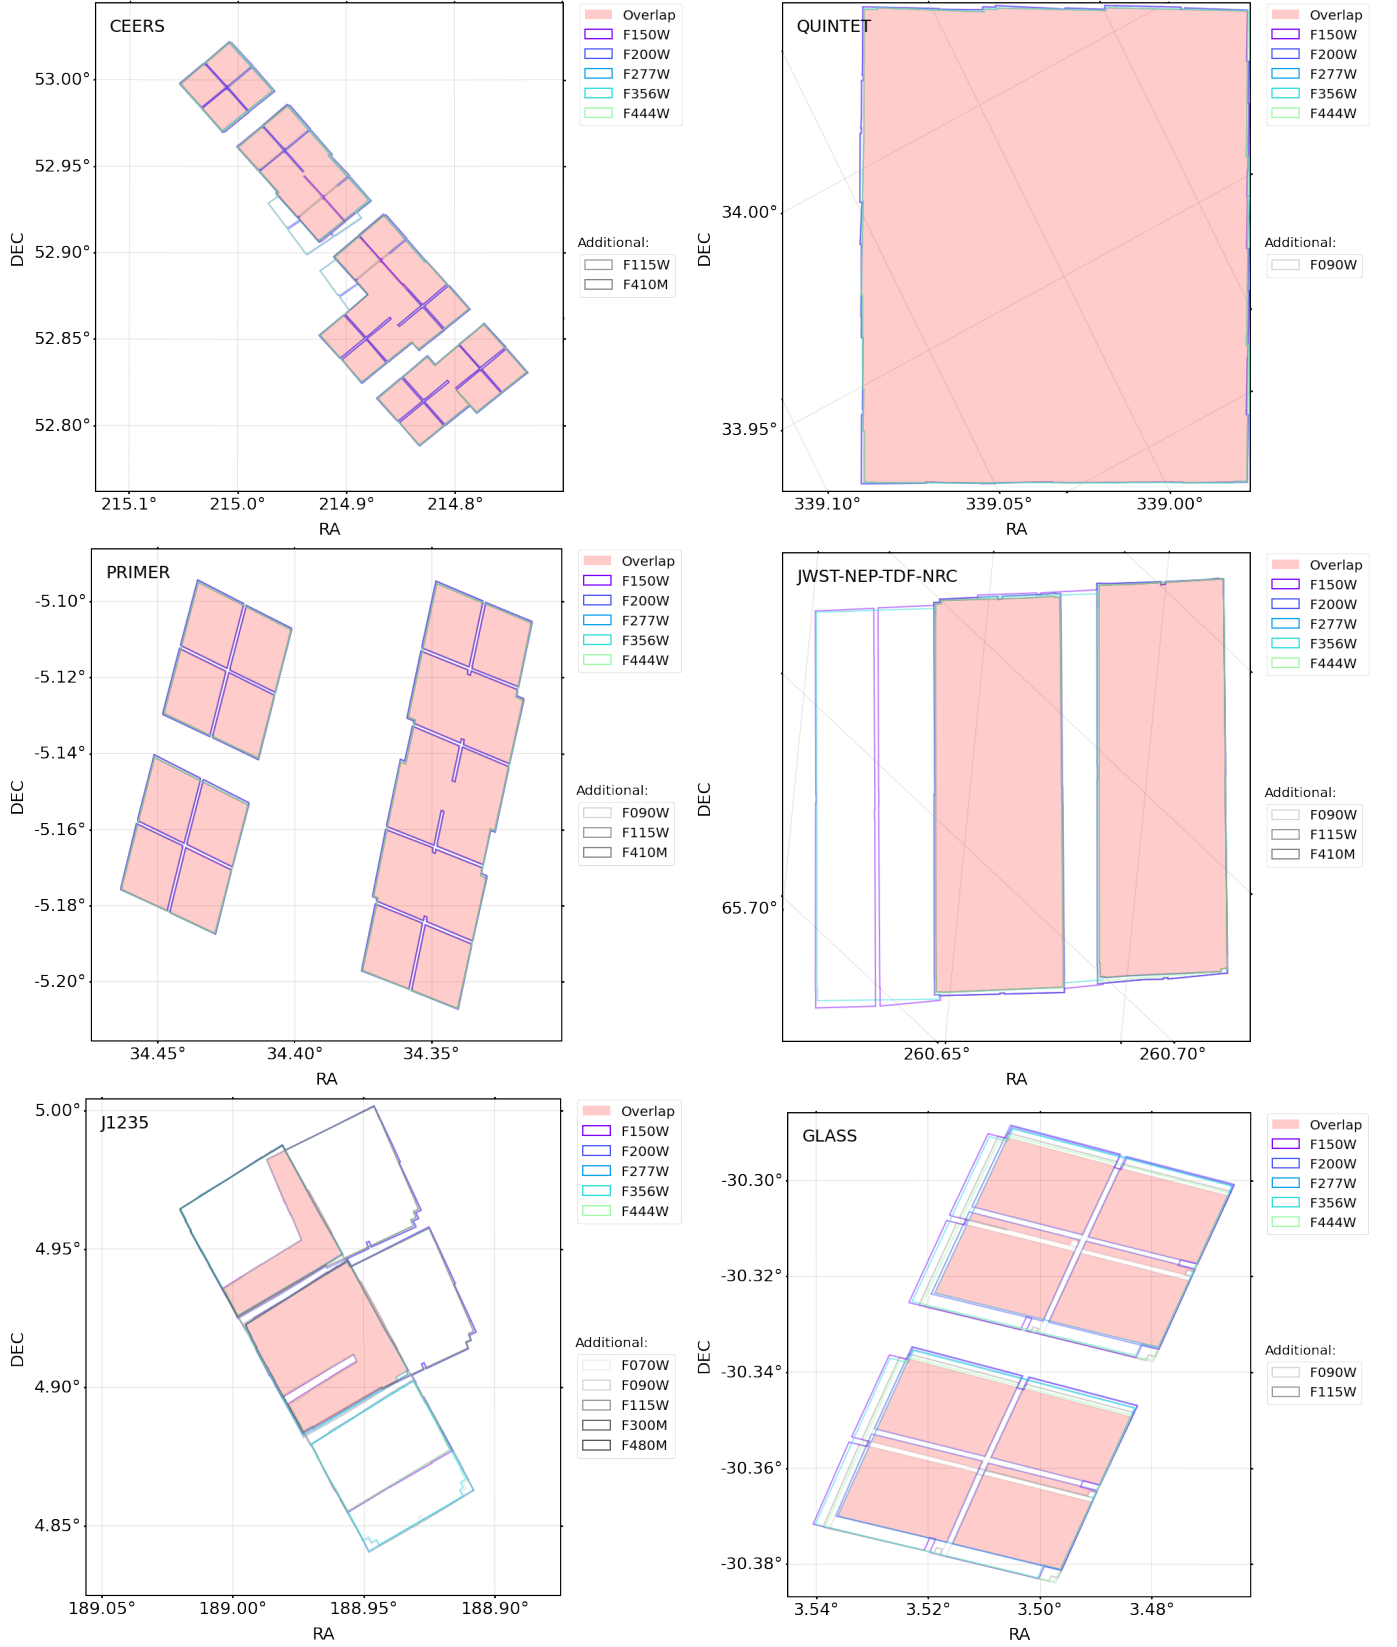 CEERS
53.00°
52.95°
52.90°
52.85°
52.80°
DEC
215.1°
215.0°
214.9°
214.8°
RA
Overlap
F150W
F200W
F277W
F356W
F444W
Additional:
F115W
F410M
QUINTET
34.00°
33.95°
DEC
339.10°
339.05°
339.00°
RA
Overlap
F150W
F200W
F277W
F356W
F444W
Additional:
F090W
PRIMER
-5.10°
-5.12°
-5.14°
-5.16°
-5.18°
-5.20°
DEC
34.45°
34.40°
34.35°
RA
Overlap
F150W
F200W
F277W
F356W
F444W
Additional:
F090W
F115W
F410M
JWST-NEP-TDF-NRC
65.70°
DEC
260.65°
260.70°
RA
Overlap
F150W
F200W
F277W
F356W
F444W
Additional:
F090W
F115W
F410M
J1235
5.00°
4.95°
4.90°
4.85°
DEC
189.05°
189.00°
188.95°
188.90°
RA
Overlap
F150W
F200W
F277W
F356W
F444W
Additional:
F070W
F090W
F115W
F300M
F480M
GLASS
-30.30°
-30.32°
-30.34°
-30.36°
-30.38°
DEC
3.54°
3.52°
3.50°
3.48°
RA
Overlap
F150W
F200W
F277W
F356W
F444W
Additional:
F090W
F115W